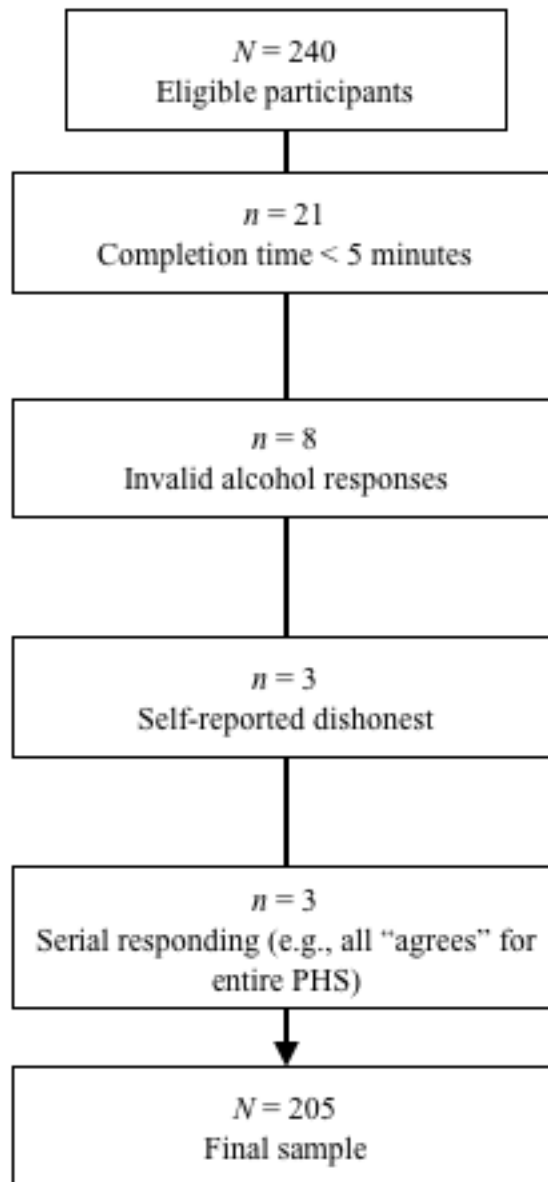 N = 240
Eligible participants
n = 21
Completion time < 5 minutes
n = 8
Invalid alcohol responses
n = 3
Self-reported dishonest
n = 3
Serial responding (e.g., all “agrees” for
entire PHS)
N = 205
Final sample